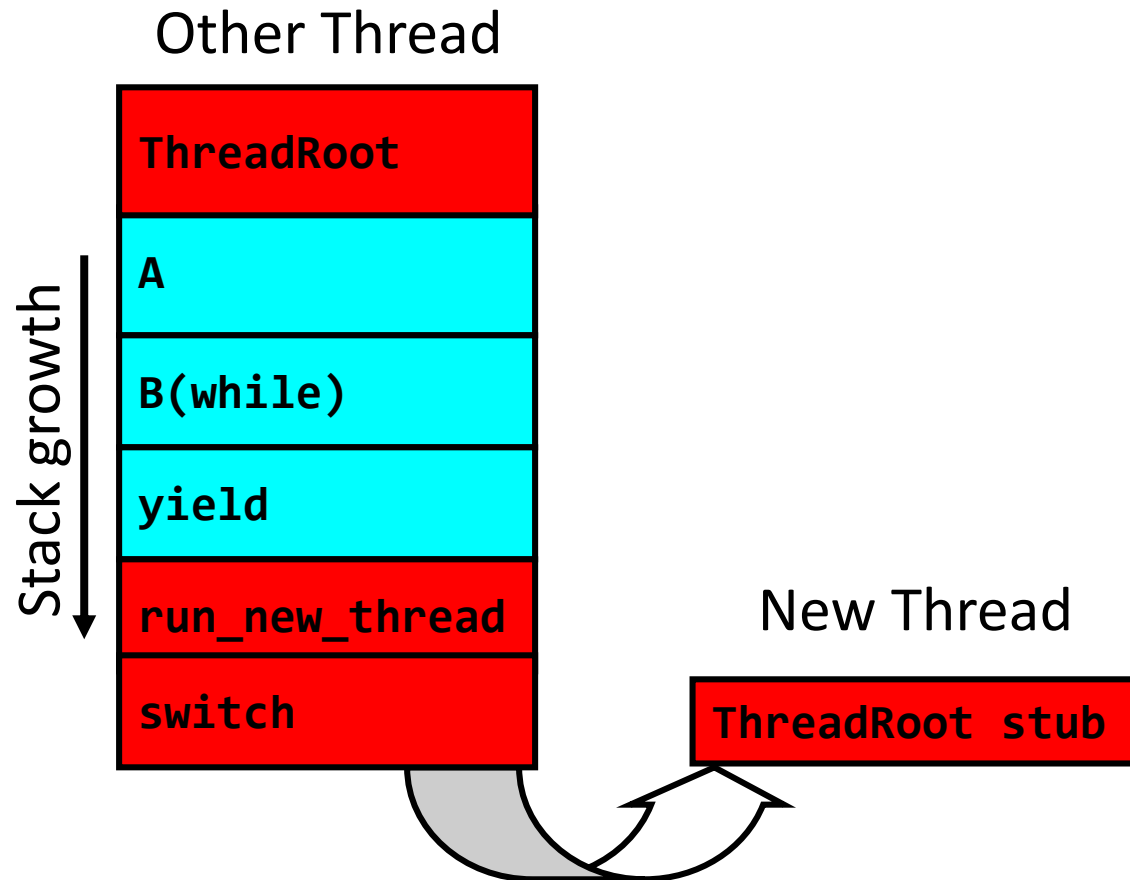 Other Thread
ThreadRoot
A
B(while)
yield
run_new_thread
switch
Stack growth
New Thread
ThreadRoot stub